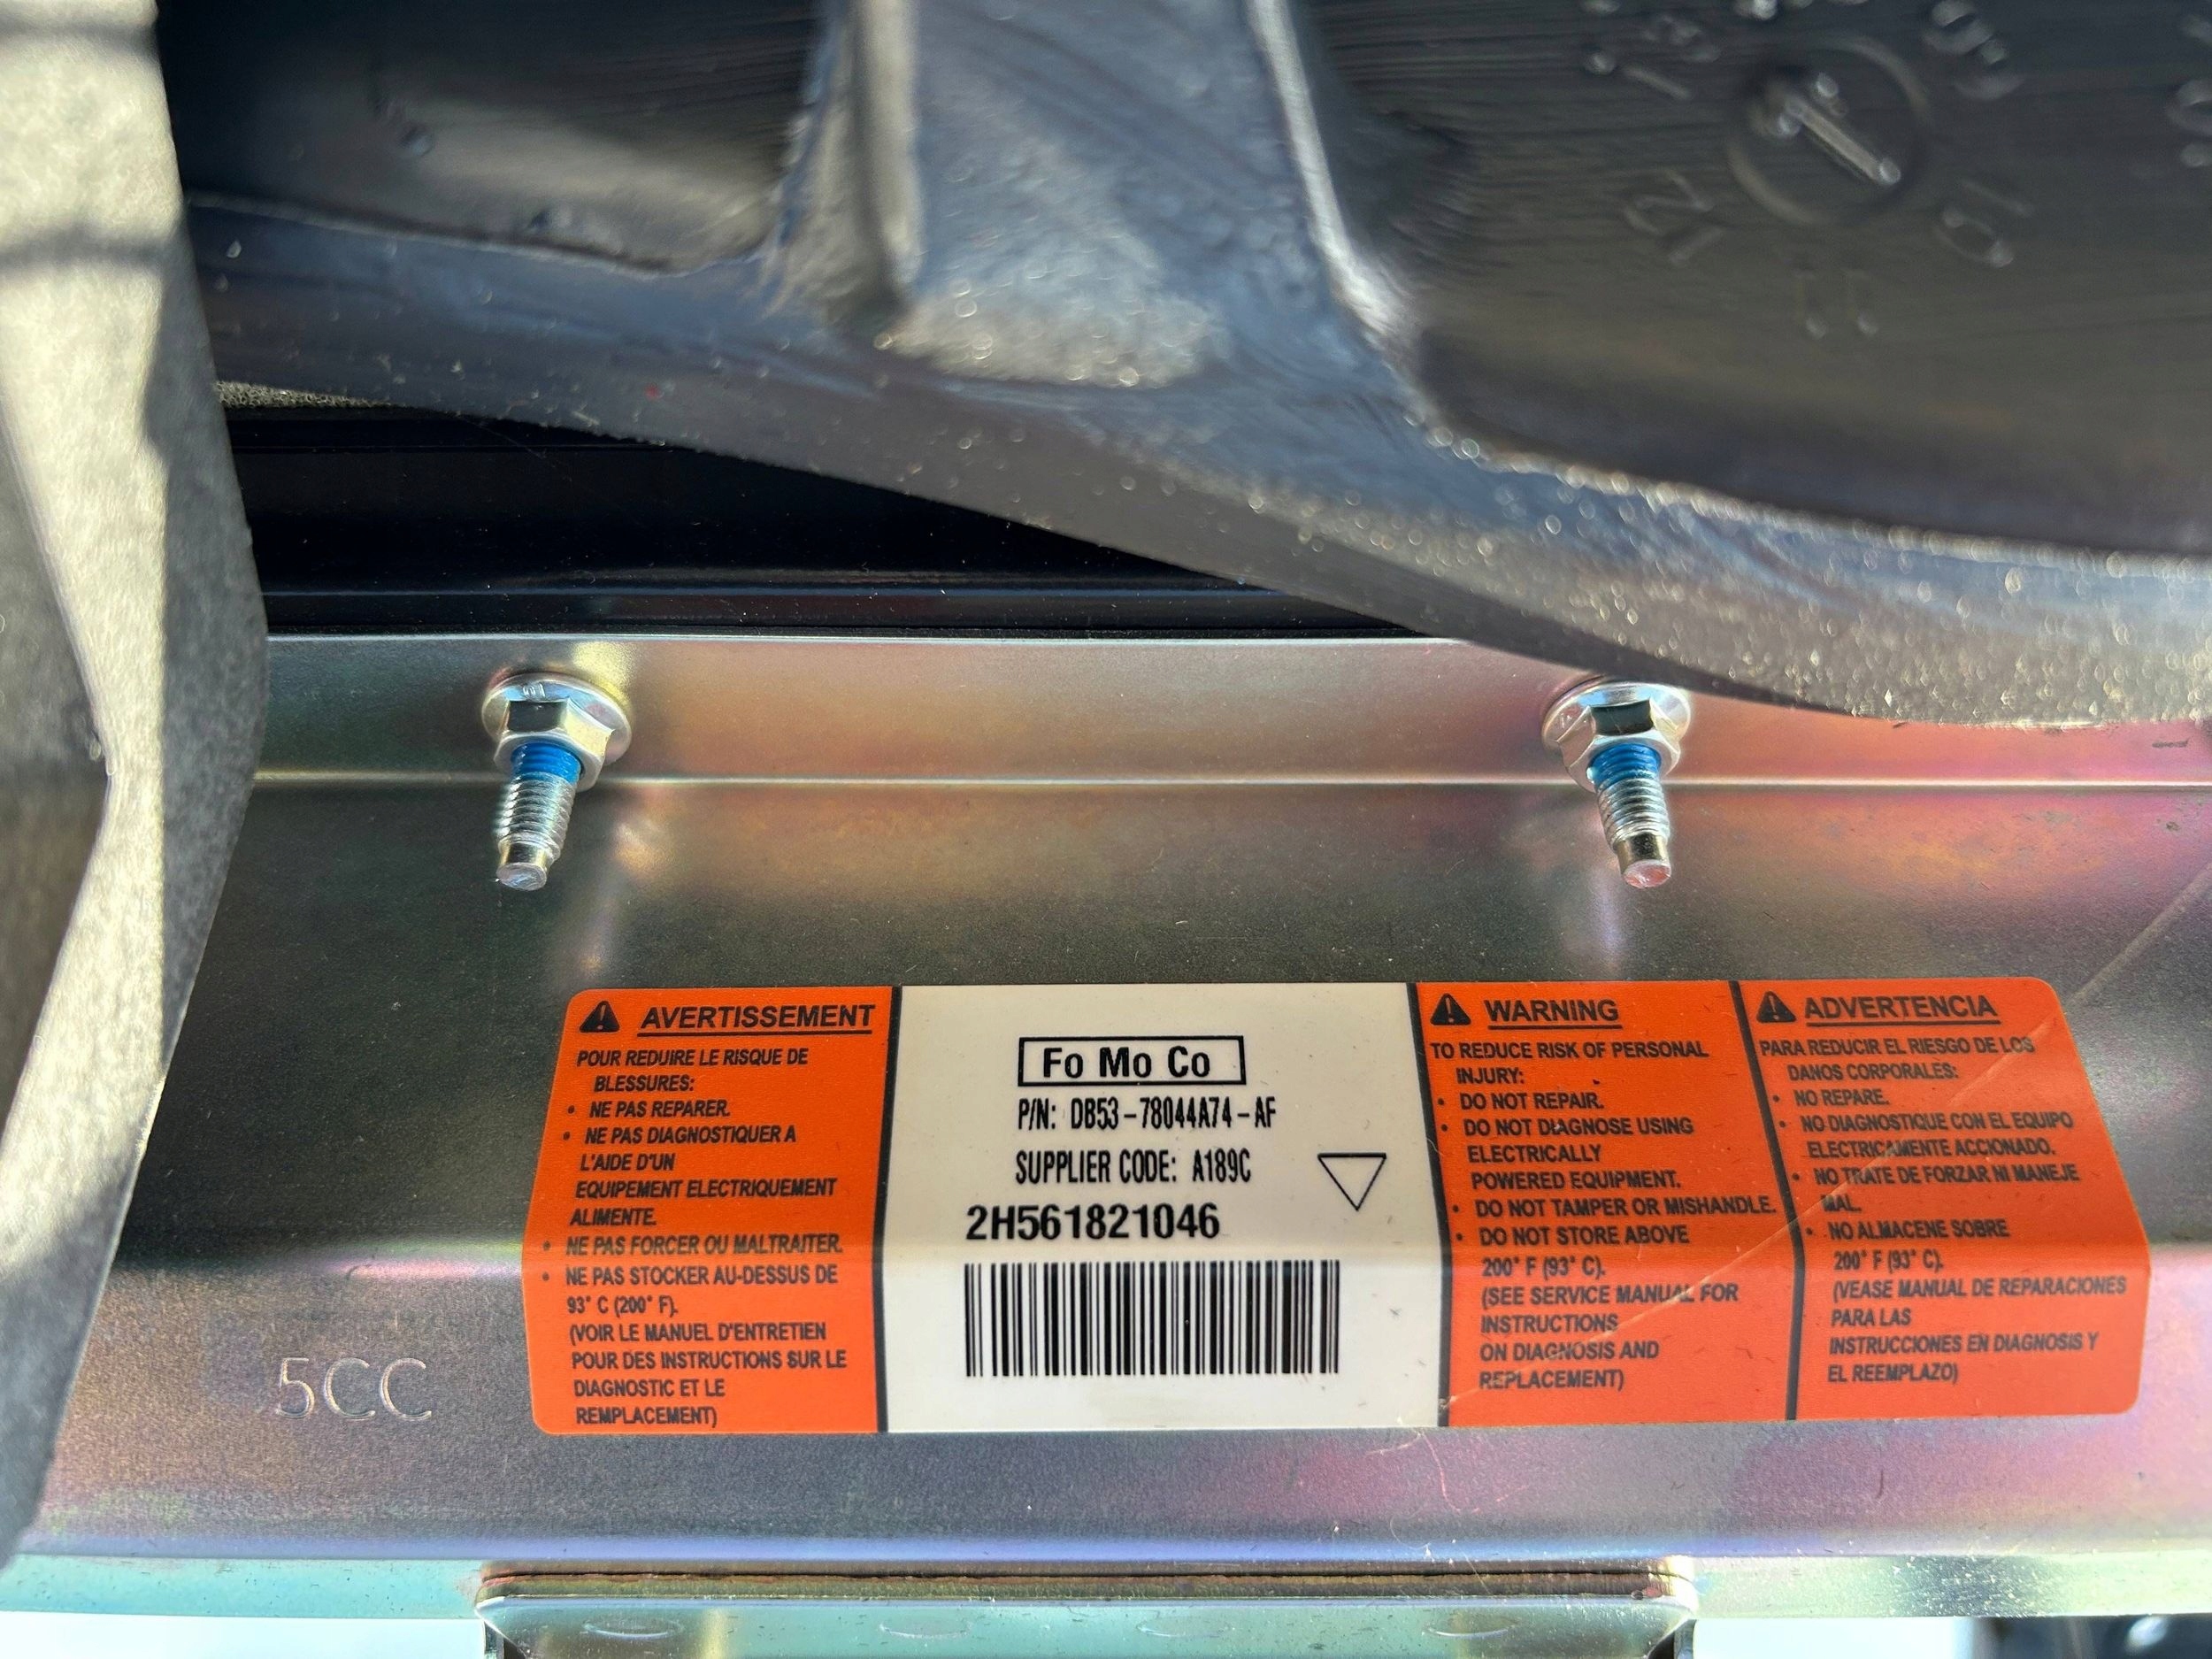 AVERTISSEMENT
POUR REDUIRE LE RISQUE DE
BLESSURES:
• NE PAS REPARER.
• NE PAS DIAGNOSTIQUER A
L'AIDE D'UN
EQUIPEMENT ELECTRIQUEMENT
ALIMENTE.
• NE PAS FORCER OU MALTRAITER.
• NE PAS STOCKER AU-DESSUS DE
93° C (200° F).
(VOIR LE MANUEL D'ENTRETIEN
POUR DES INSTRUCTIONS SUR LE
DIAGNOSTIC ET LE
REMPLACEMENT)
Fo Mo Co
P/N: DB53-78044A74-AF
SUPPLIER CODE: A189C
2H561821046
WARNING
TO REDUCE RISK OF PERSONAL
INJURY:
• DO NOT REPAIR.
• DO NOT DIAGNOSE USING
ELECTRICALLY
POWERED EQUIPMENT.
• DO NOT TAMPER OR MISHANDLE.
• DO NOT STORE ABOVE
200° F (93° C).
(SEE SERVICE MANUAL FOR
INSTRUCTIONS
ON DIAGNOSIS AND
REPLACEMENT)
ADVERTENCIA
PARA REDUCIR EL RIESGO DE LOS
DANOS CORPORALES:
• NO REPARE.
• NO DIAGNOSTIQUE CON EL EQUIPO
ELECTRICAMENTE ACCIONADO.
• NO TRATE DE FORZAR NI MANEJE
MAL.
• NO ALMACENE SOBRE
200° F (93° C).
(VEASE MANUAL DE REPARACIONES
PARA LAS
INSTRUCCIONES EN DIAGNOSIS Y
EL REEMPLAZO)
5CC